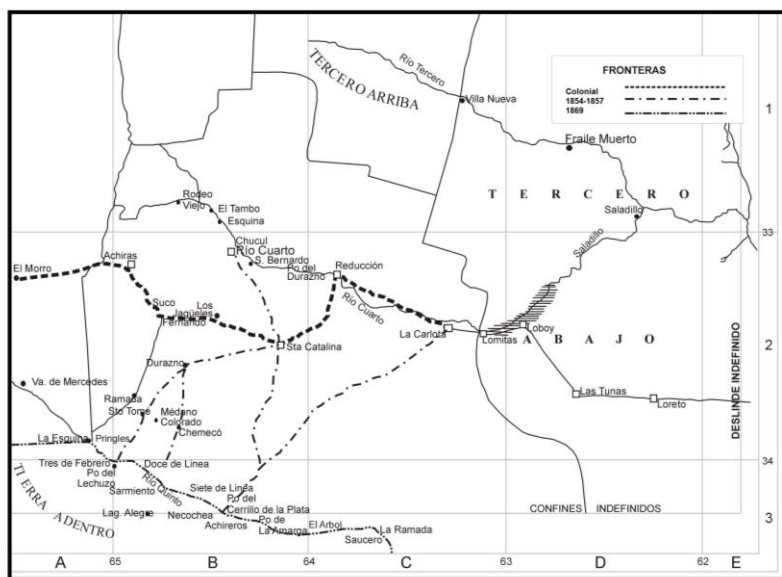 FRONTERAS
Colonial
1854-1857
1869
TERCERO ARRIBA
Río Tercero
Villa Nueva
Fraile Muerto
1
T E R C E R O
Rodeo
Viejo
El Tambo
Esquina
Saladillo
33
Chucul
Río Cuarto
S. Bernardo
Saladillo
Achiras
El Morro
Po del
Durazno
Reducción
Suco
Los
Jagüeles
Fernando
Río Cuarto
La Carlota
Lomitas
Loboy
A B A J O
2
Sta Catalina
Durazno
Va. de Mercedes
Ramada
Sto Tomé
Médano
Colorado
Chemecó
Las Tunas
Loreto
DESLINDE INDEFINIDO
La Esquina
Pringles
34
Tres de Febrero
Po del
Lechuzo
Doce de Linea
Río Quinto
Sarmiento
Siete de Linea
Po del
Cerrillo de la Plata
TIERRA ADENTRO
Lag. Alegre
Necochea
Achireros
Po de
La Amarga
El Arbol
La Ramada
Saucero
CONFINES INDEFINIDOS
3
A
65
B
64
C
63
D
62
E